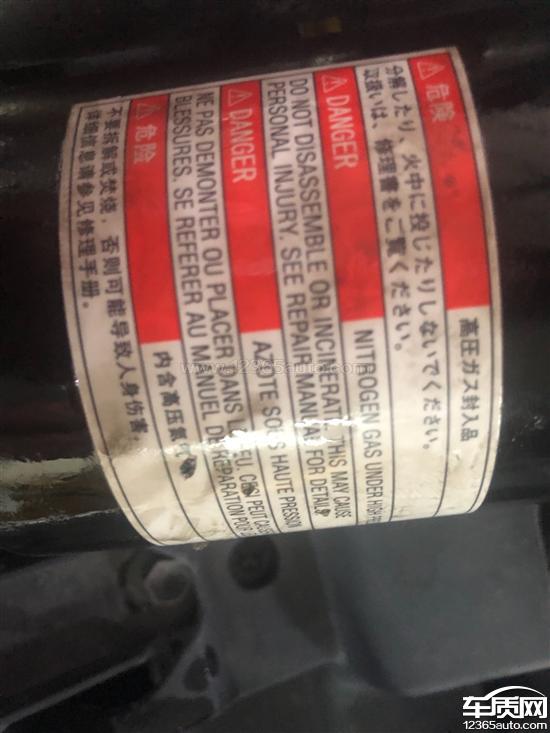 危険
高圧ガス封入品
分解したり、火中に投じたりしないでください。
取扱いは、修理書をご覧ください。
DANGER
NITROGEN GAS UNDER HIGH
DO NOT DISASSEMBLE OR INCINERATE, THIS MAY CAUSE
PERSONAL INJURY. SEE REPAIR MANUAL FOR DETAIL
DANGER
AZOTE SOUS HAUTE PRESSION
NE PAS DEMONTER OU PLACER DANS LE FEU. CECI PEUT
BLESSURES. SE REFERER AU MANUEL DE REPARATION POUR
危险
内含高压氮
不要拆解或焚烧，否则可能导致人身伤害。
详细信息请参见修理手册。
www.12365auto.com
车质网
12365auto.com